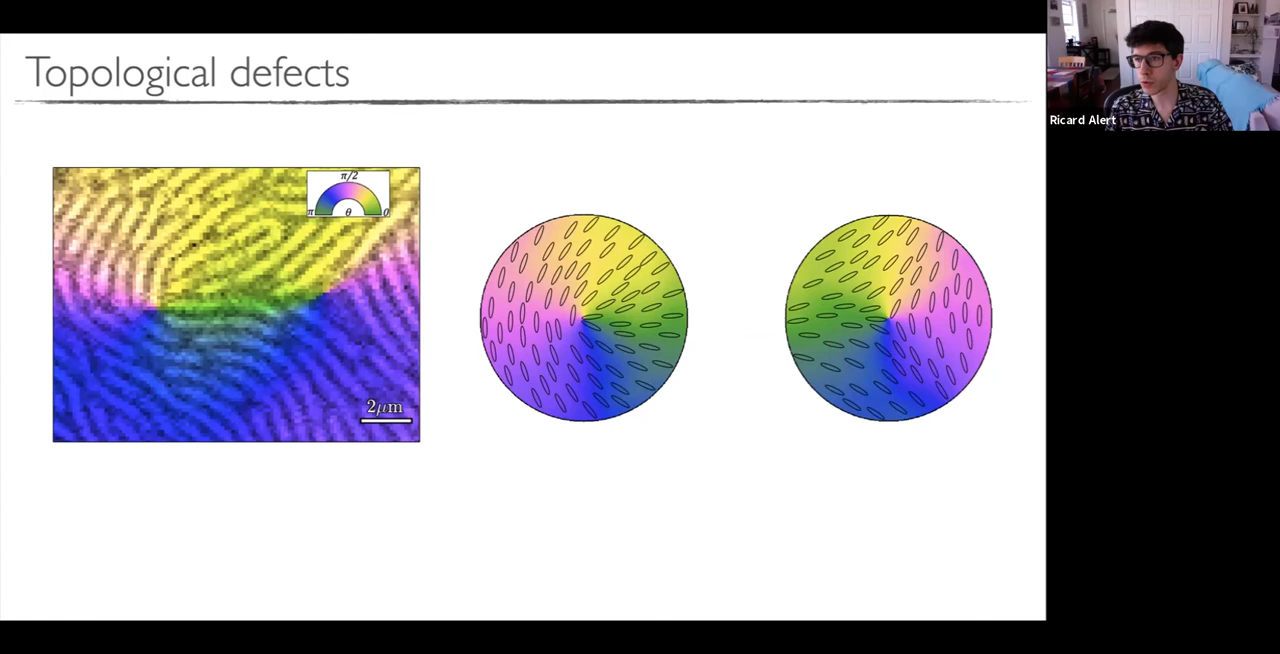 Topological defects
π/2
π θ 0
2μm
Ricard Alert